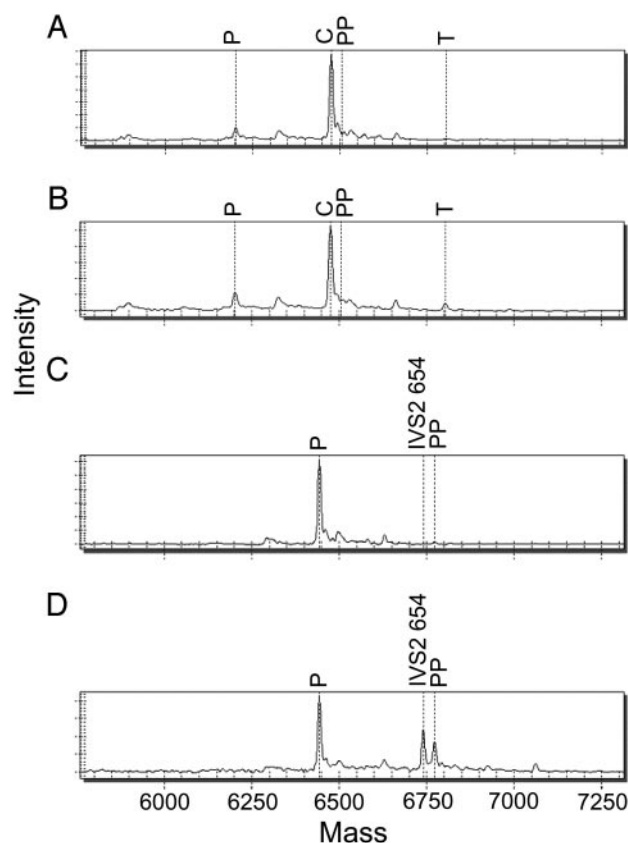 A
P C PP T
B
P C PP T
C
P IVS2 654 PP
D
P IVS2 654 PP
Intensity
6000 6250 6500 6750 7000 7250
Mass